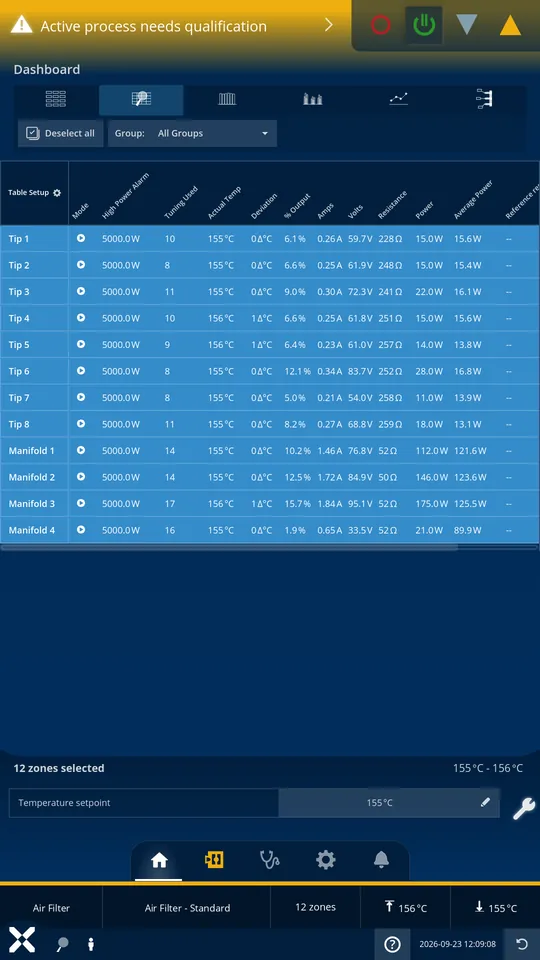 Active process needs qualification
Dashboard
Deselect all
Group: All Groups
Table Setup Mode High Power Alarm Tuning Used Actual Temp Deviation % Output Amps Volts Resistance Power Average Power
Tip 1 5000.0W 10 155°C 0Δ°C 6.1% 0.26A 59.7V 228Ω 15.0W 15.6W --
Tip 2 5000.0W 8 155°C 0Δ°C 6.6% 0.25A 61.9V 248Ω 15.0W 15.4W --
Tip 3 5000.0W 11 155°C 0Δ°C 9.0% 0.30A 72.3V 241Ω 22.0W 16.1W --
Tip 4 5000.0W 10 156°C 1Δ°C 6.6% 0.25A 61.8V 251Ω 15.0W 15.6W --
Tip 5 5000.0W 9 156°C 1Δ°C 6.4% 0.23A 61.0V 257Ω 14.0W 13.8W --
Tip 6 5000.0W 8 155°C 0Δ°C 12.1% 0.34A 83.7V 252Ω 28.0W 16.8W --
Tip 7 5000.0W 8 155°C 0Δ°C 5.0% 0.21A 54.0V 258Ω 11.0W 13.9W --
Tip 8 5000.0W 11 155°C 0Δ°C 8.2% 0.27A 68.8V 259Ω 18.0W 13.1W --
Manifold 1 5000.0W 14 155°C 0Δ°C 10.2% 1.46A 76.8V 52Ω 112.0W 121.6W --
Manifold 2 5000.0W 14 155°C 0Δ°C 12.5% 1.72A 84.9V 50Ω 146.0W 123.6W --
Manifold 3 5000.0W 17 156°C 1Δ°C 15.7% 1.84A 95.1V 52Ω 175.0W 125.5W --
Manifold 4 5000.0W 16 155°C 0Δ°C 1.9% 0.65A 33.5V 52Ω 21.0W 89.9W --
12 zones selected 155°C - 156°C
Temperature setpoint 155°C
Air Filter Air Filter - Standard 12 zones 156°C 155°C
2026-09-23 12:09:08